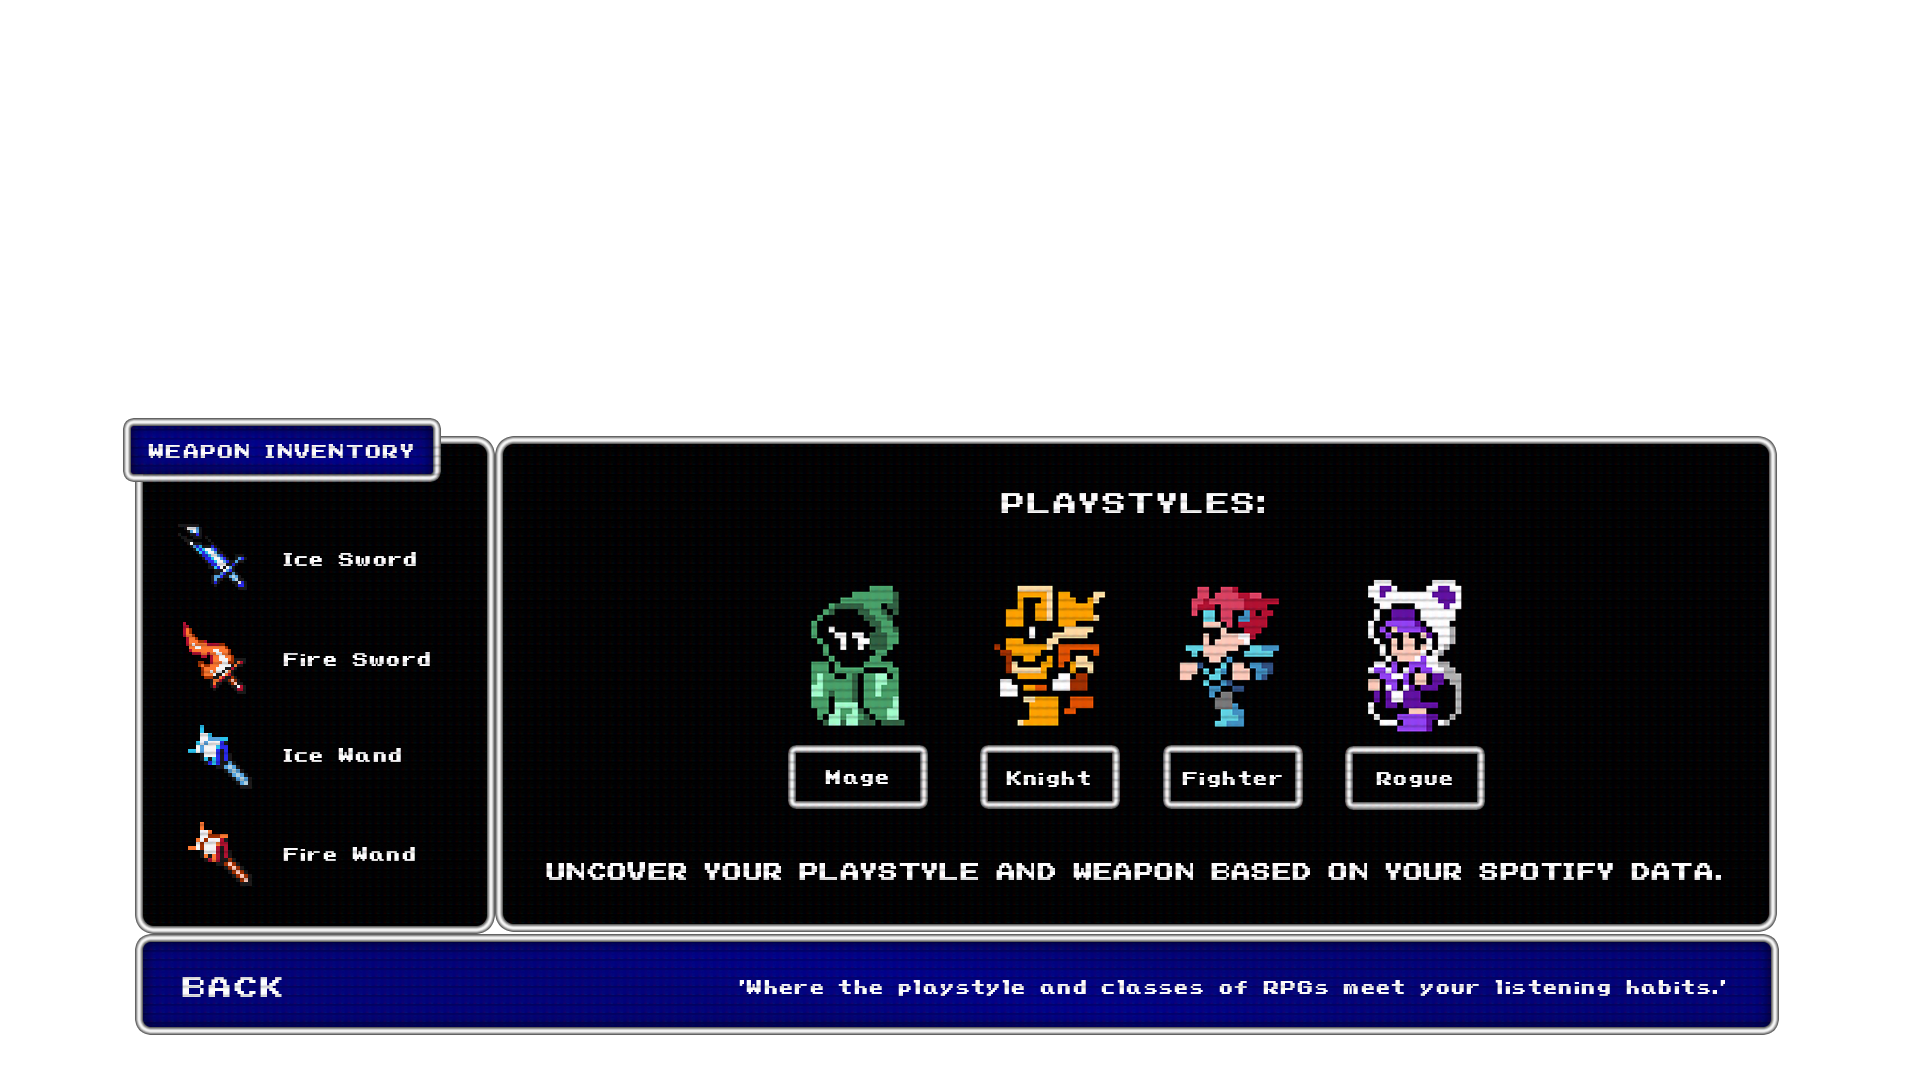 WEAPON INVENTORY
Ice Sword
Fire Sword
Ice Wand
Fire Wand
PLAYSTYLES:
Mage
Knight
Fighter
Rogue
UNCOVER YOUR PLAYSTYLE AND WEAPON BASED ON YOUR SPOTIFY DATA.
BACK
'Where the playstyle and classes of RPGs meet your listening habits.'